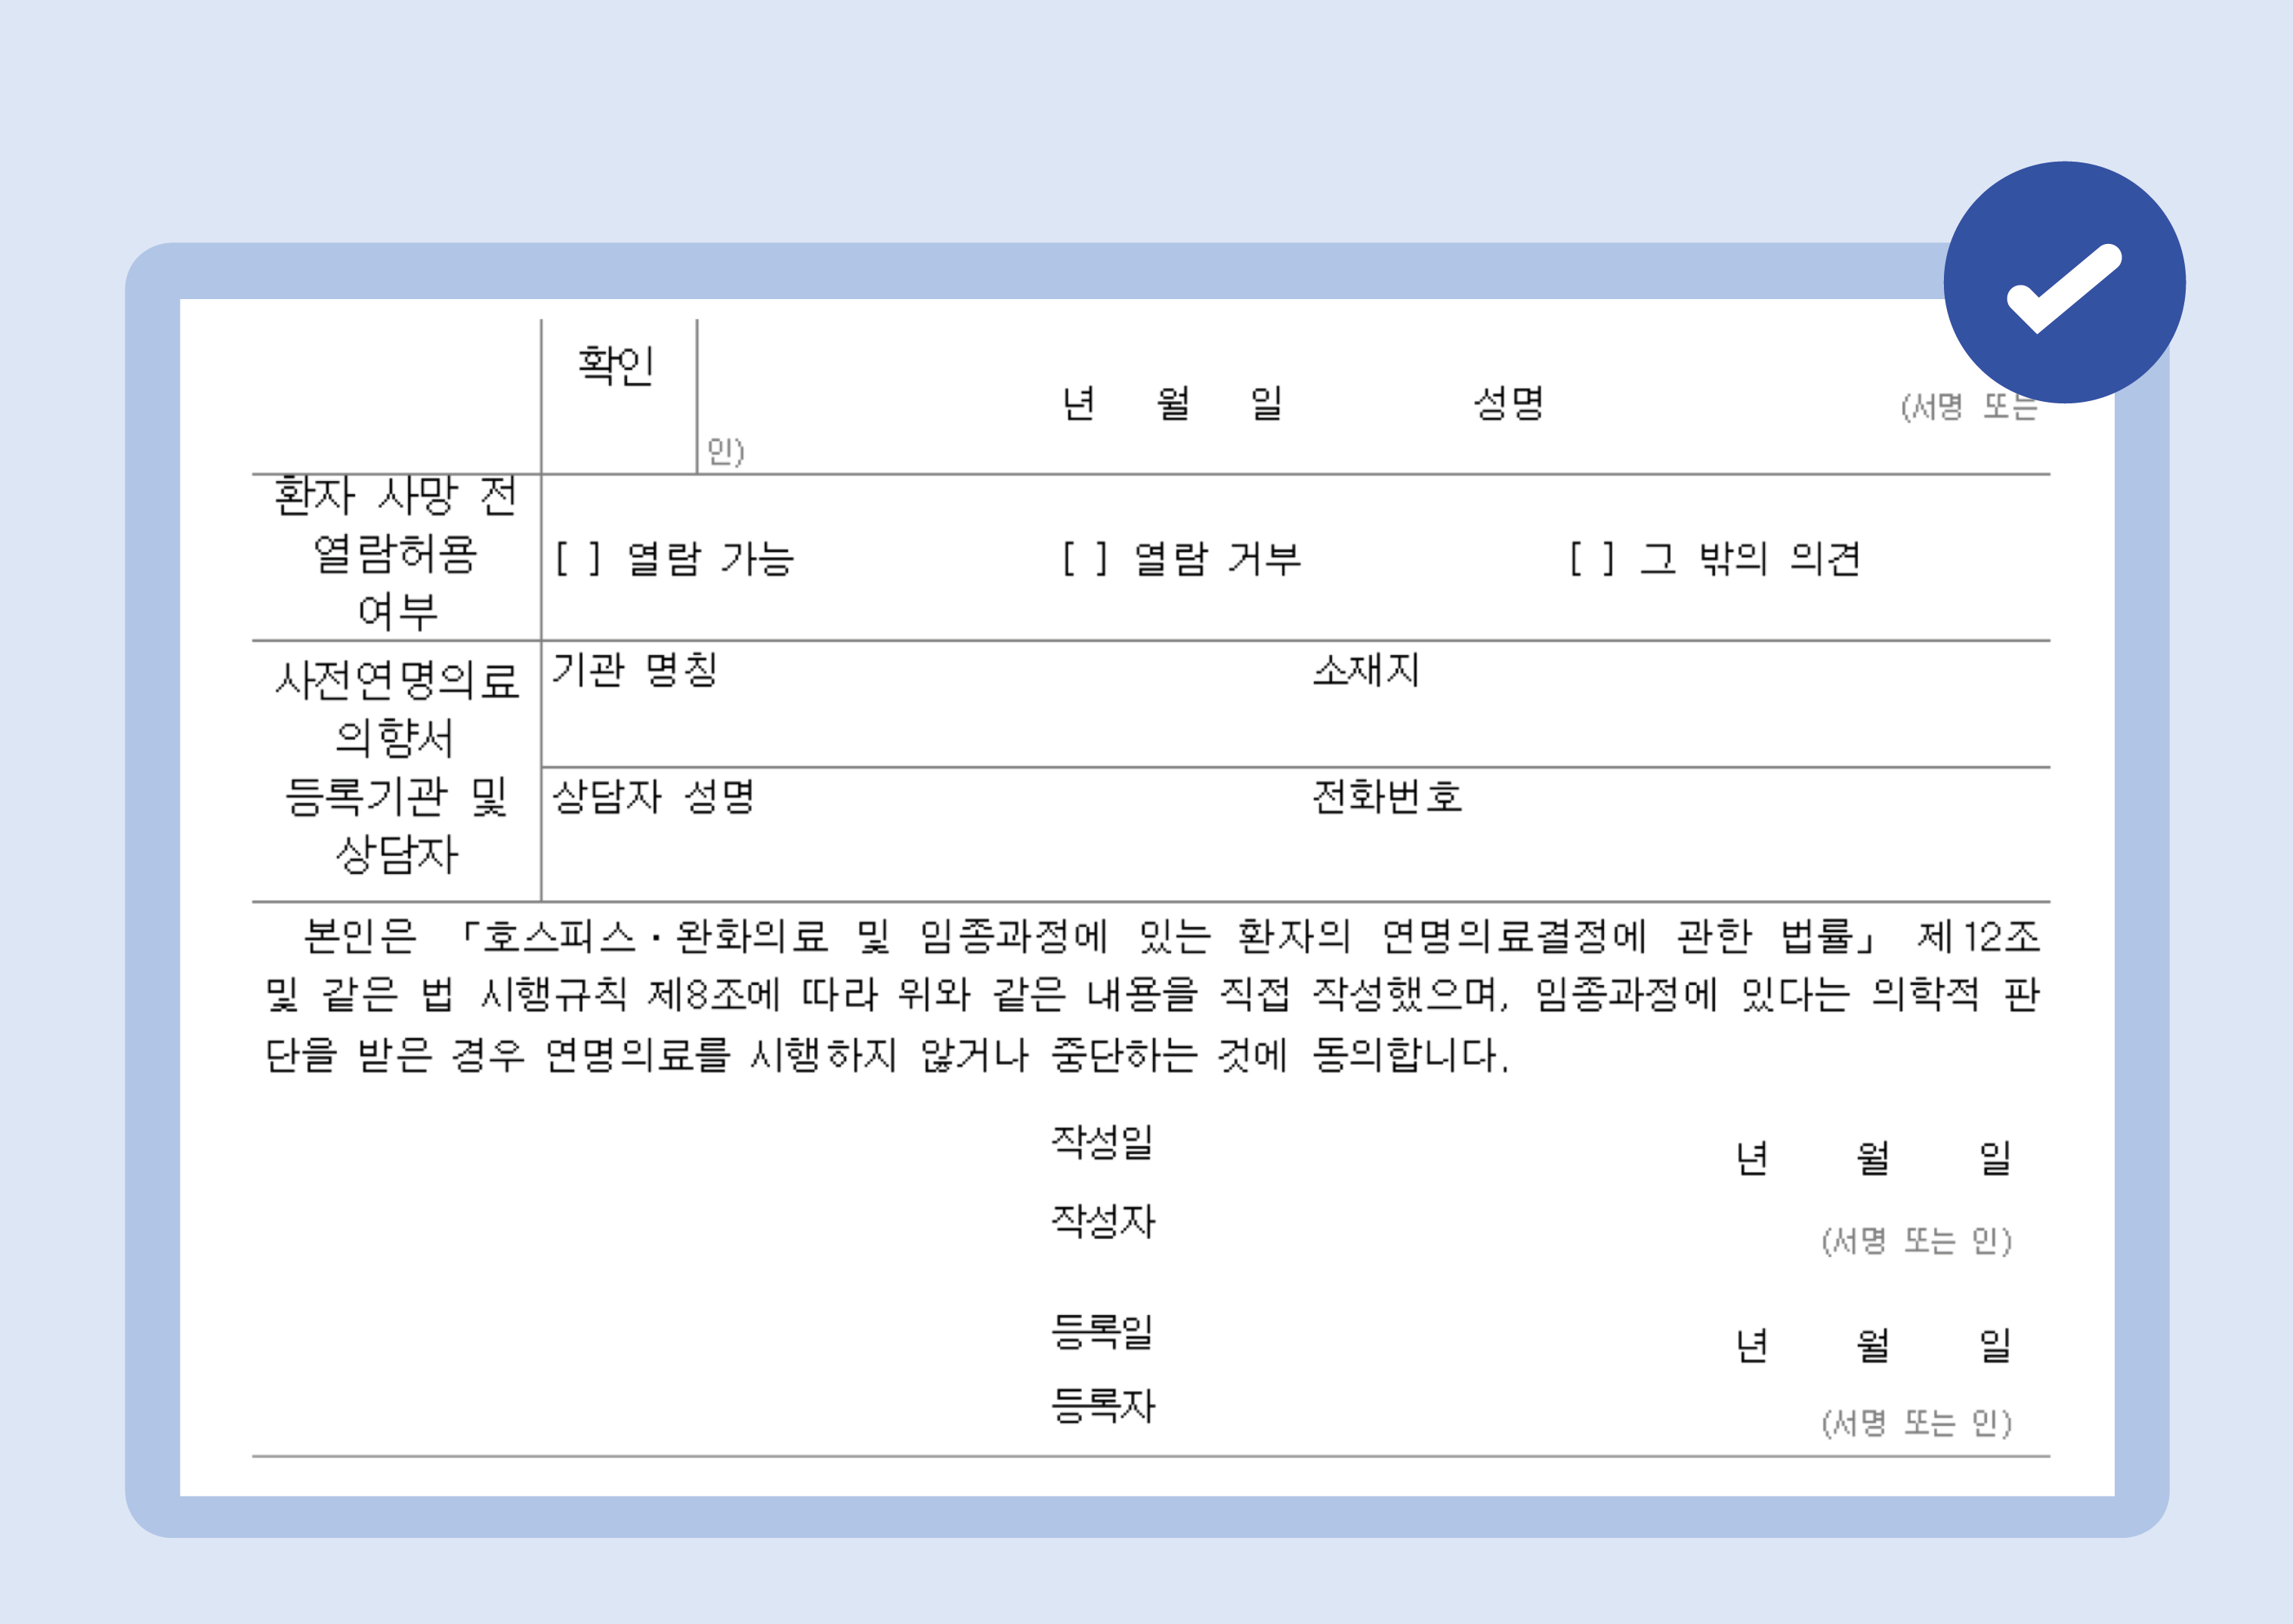 확인
년 월 일 성명 (서명 또는
인)
환자 사망 전
열람허용
여부
[ ] 열람 가능 [ ] 열람 거부 [ ] 그 밖의 의견
사전연명의료
의향서
등록기관 및
상담자
기관 명칭 소재지
상담자 성명 전화번호
본인은 「호스피스ㆍ완화의료 및 임종과정에 있는 환자의 연명의료결정에 관한 법률」 제12조
및 같은 법 시행규칙 제8조에 따라 위와 같은 내용을 직접 작성했으며, 임종과정에 있다는 의학적 판
단을 받은 경우 연명의료를 시행하지 않거나 중단하는 것에 동의합니다.
작성일 년 월 일
작성자 (서명 또는 인)
등록일 년 월 일
등록자 (서명 또는 인)